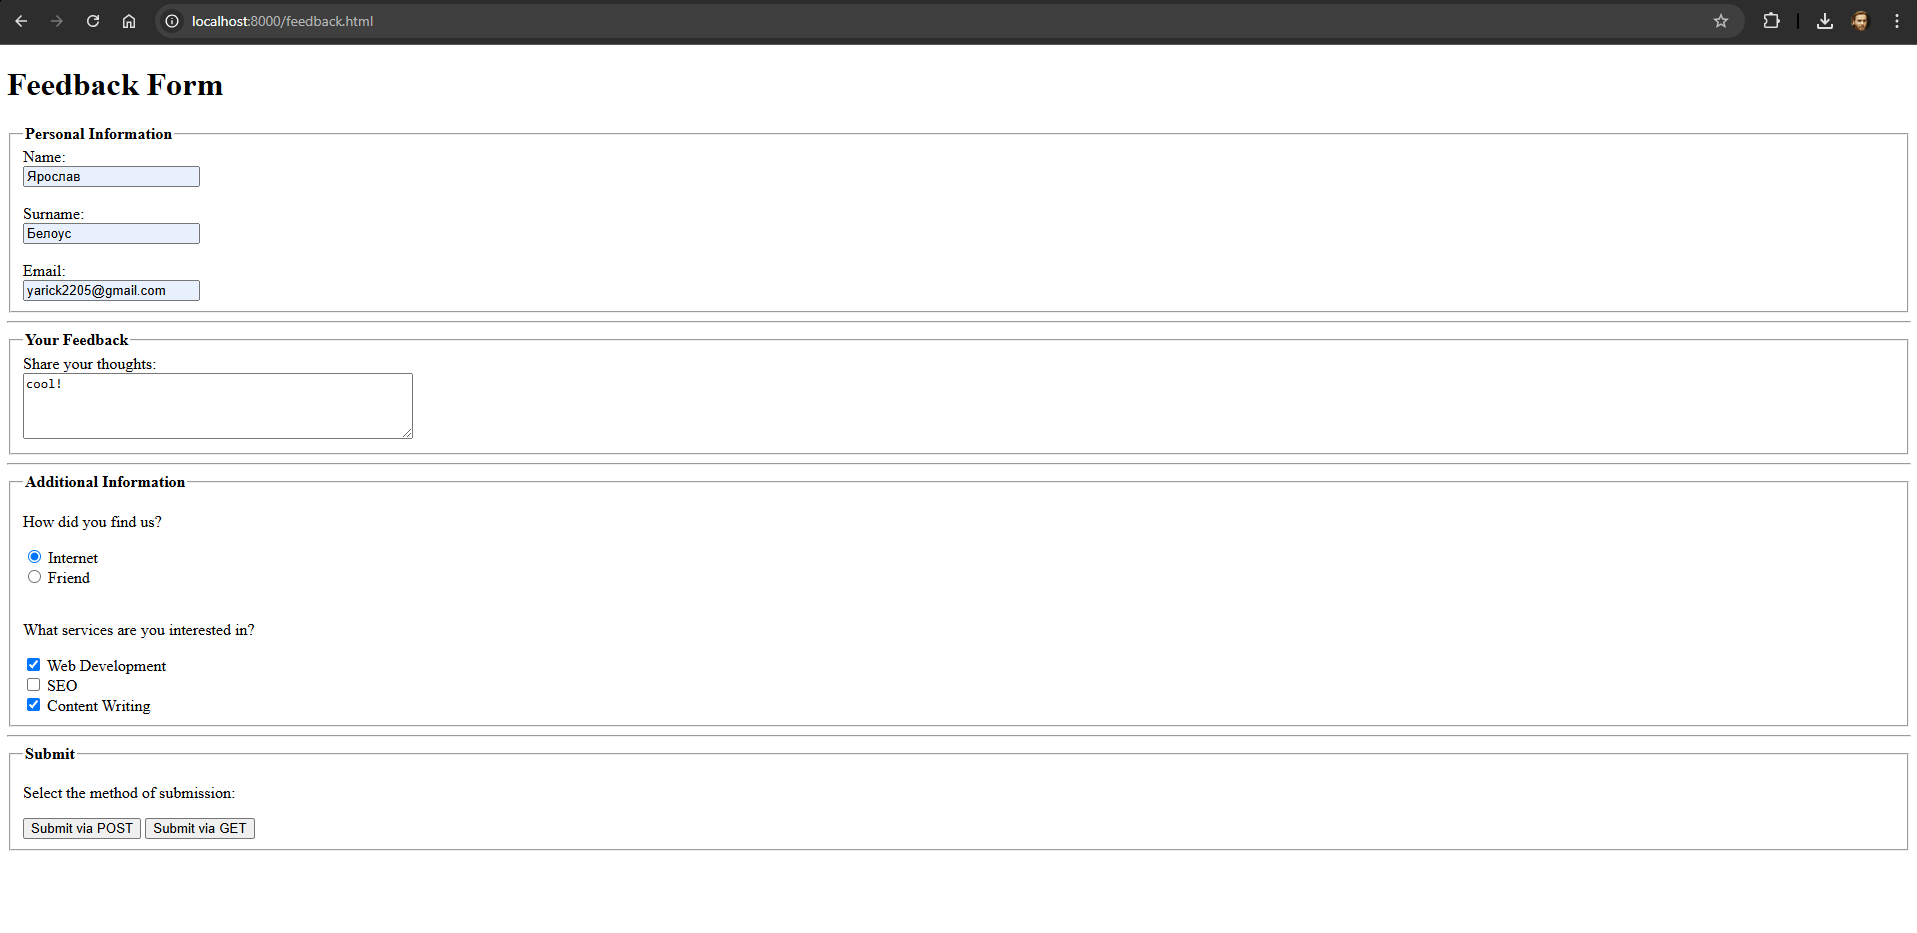 localhost:8000/feedback.html
Feedback Form
Personal Information
Name:
Ярослав
Surname:
Белоус
Email:
yarick2205@gmail.com
Your Feedback
Share your thoughts:
cool!
Additional Information
How did you find us?
Internet
Friend
What services are you interested in?
Web Development
SEO
Content Writing
Submit
Select the method of submission:
Submit via POST Submit via GET